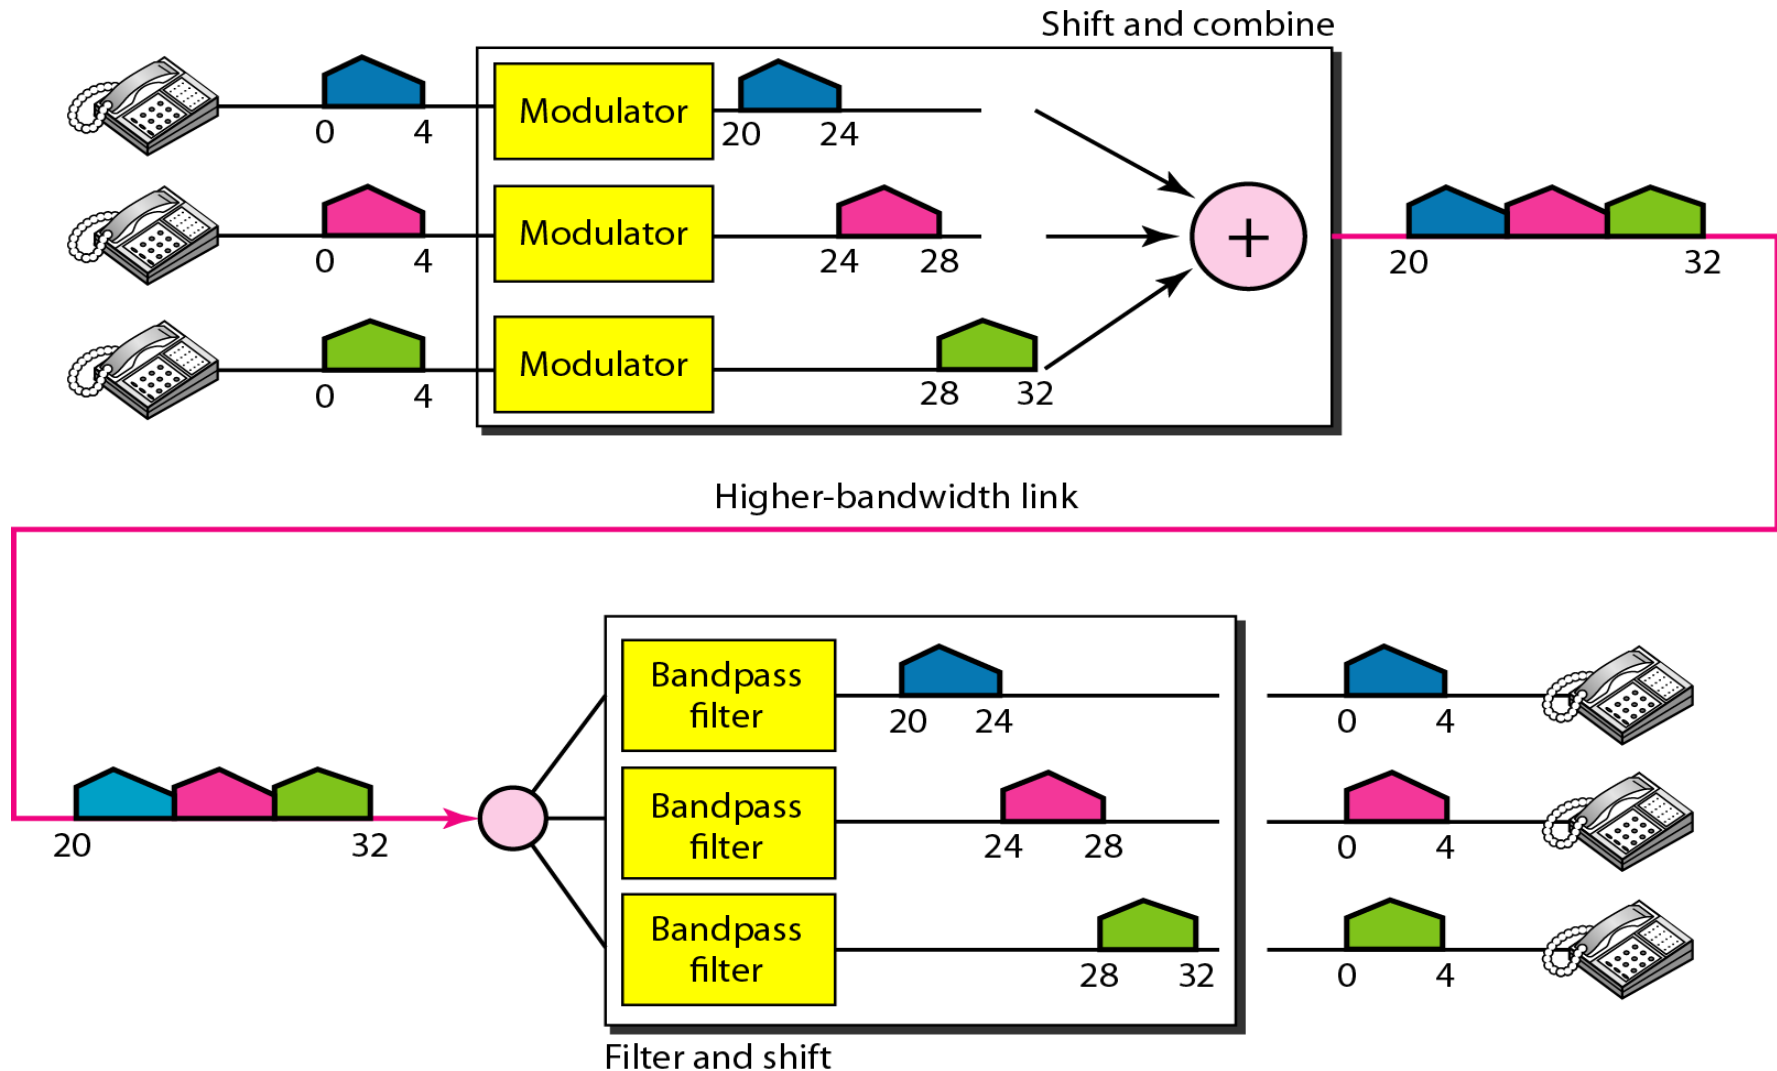 Shift and combine
0 4 Modulator 20 24
0 4 Modulator 24 28
0 4 Modulator 28 32
+
20 32
Higher-bandwidth link
20 32
Bandpass
filter
20 24
0 4
Bandpass
filter
24 28
0 4
Bandpass
filter
28 32
0 4
Filter and shift